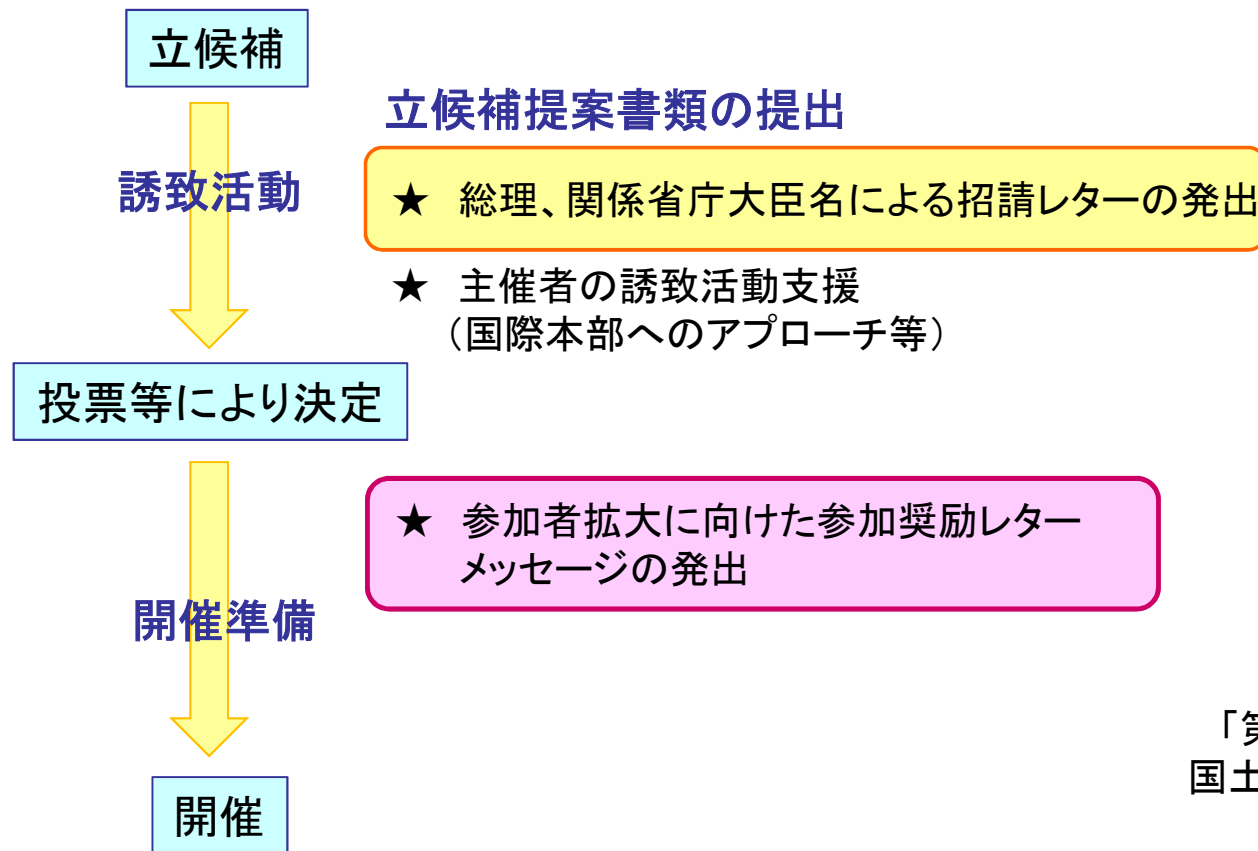 立候補
立候補提案書類の提出
誘致活動
★ 総理、関係省庁大臣名による招請レターの発出
★ 主催者の誘致活動支援
（国際本部へのアプローチ等）
投票等により決定
★ 参加者拡大に向けた参加奨励レター
メッセージの発出
開催準備
「第
国土
開催